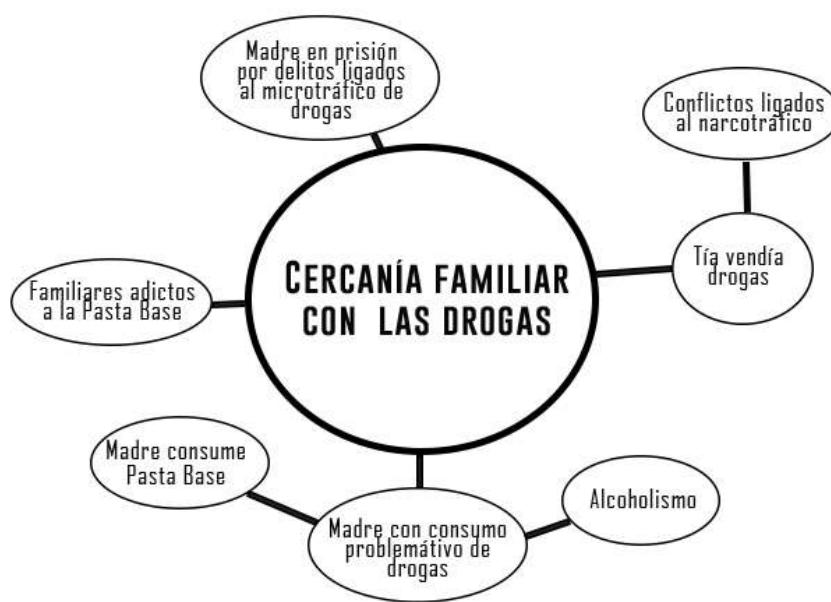 Madre en prisión
por delitos ligados
al microtráfico de
drogas
Conflictos ligados
al narcotráfico
Tía vendía
drogas
CERCANÍA FAMILIAR
CON LAS DROGAS
Familiares adictos
a la Pasta Base
Madre consume
Pasta Base
Madre con consumo
problemátivo de
drogas
Alcoholismo